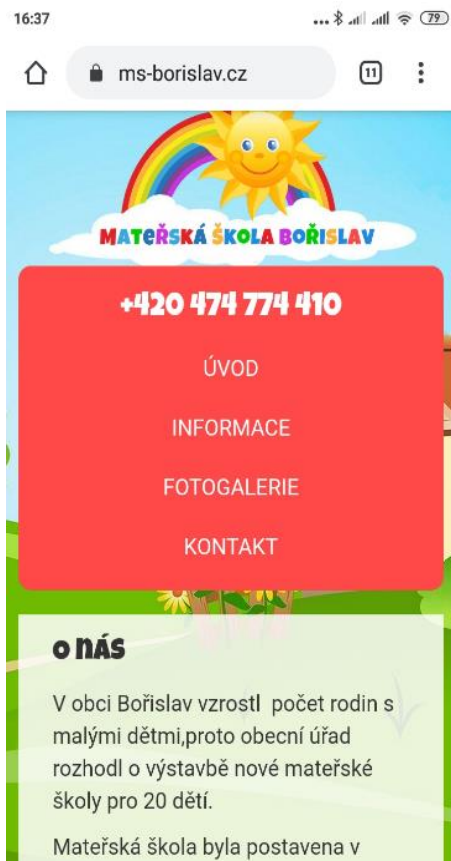 16:37
79
ms-borislav.cz
11
MATEŘSKÁ ŠKOLA BOŘISLAV
+420 474 774 410
ÚVOD
INFORMACE
FOTOGALERIE
KONTAKT
O NÁS
V obci Bořislav vzrostl  počet rodin s
malými dětmi,proto obecní úřad
rozhodl o výstavbě nové mateřské
školy pro 20 dětí.
Mateřská škola byla postavena v